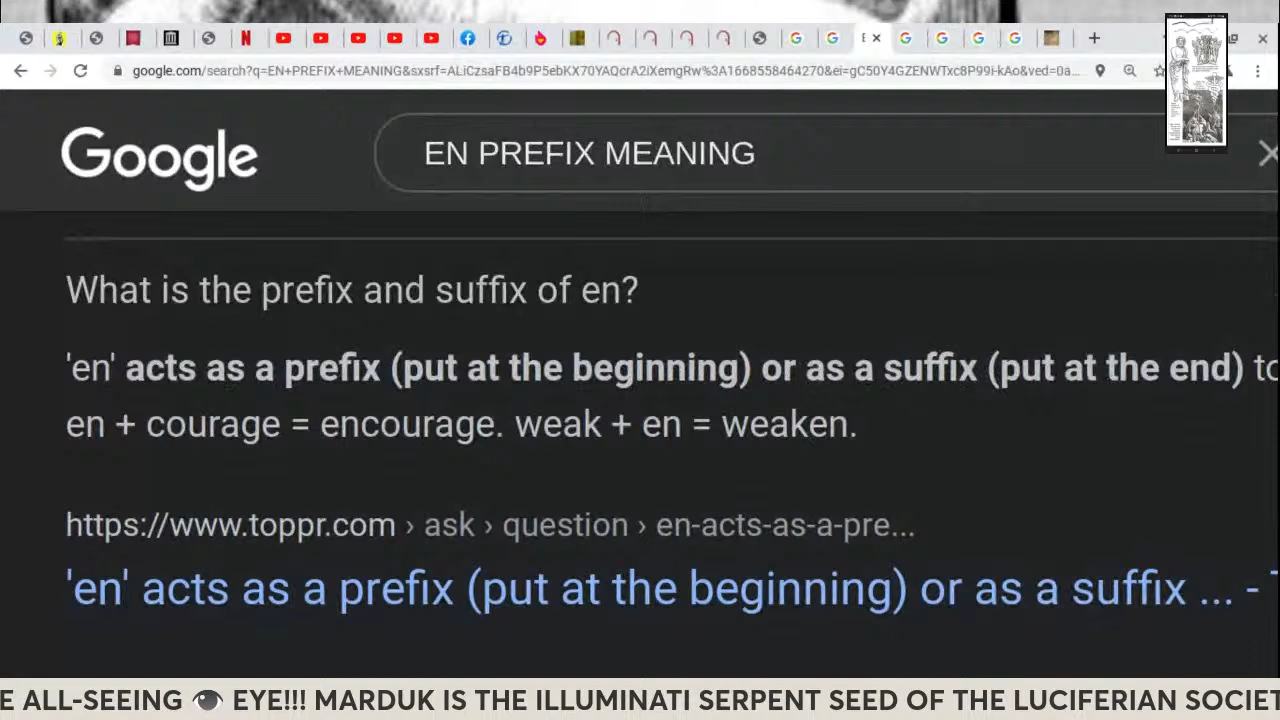 google.com/search?q=EN+PREFIX+MEANING&sxsrf=
Google
EN PREFIX MEANING
What is the prefix and suffix of en?
'en' acts as a prefix (put at the beginning) or as a suffix (put at the end)
en + courage = encourage. weak + en = weaken.
https://www.toppr.com › ask › question › en-acts-as-a-pre...
'en' acts as a prefix (put at the beginning) or as a suffix ... -
E ALL-SEEING 👁 EYE!!! MARDUK IS THE ILLUMINATI SERPENT SEED OF THE LUCIFERIAN SOCIET